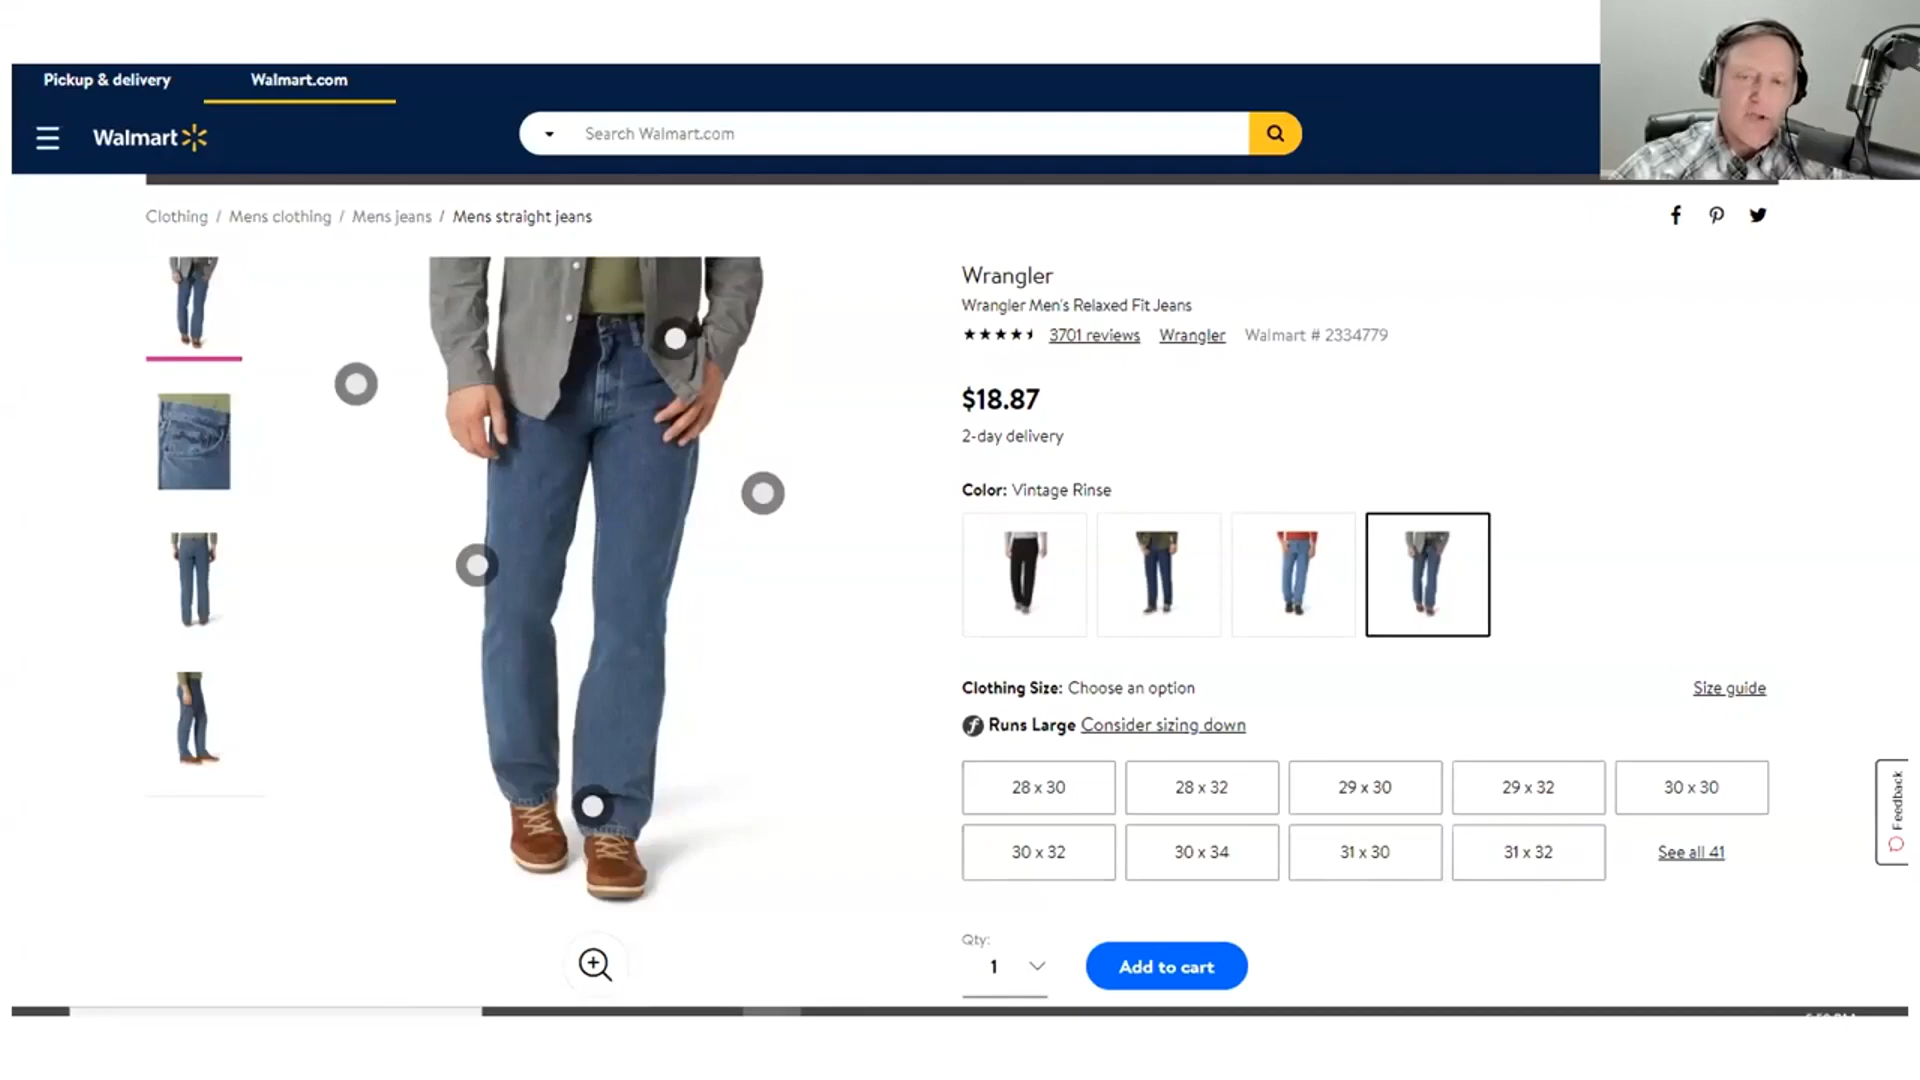 Pickup & delivery
Walmart.com
Walmart
Search Walmart.com
Clothing / Mens clothing / Mens jeans / Mens straight jeans
Wrangler
Wrangler Men's Relaxed Fit Jeans
3701 reviews Wrangler Walmart # 2334779
$18.87
2-day delivery
Color: Vintage Rinse
Clothing Size: Choose an option
Size guide
Runs Large Consider sizing down
28 x 30
28 x 32
29 x 30
29 x 32
30 x 30
30 x 32
30 x 34
31 x 30
31 x 32
See all 41
Feedback
Qty:
1
Add to cart